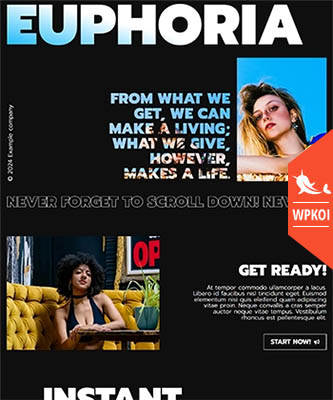 EUPHORIA
FROM WHAT WE
GET, WE CAN
MAKE A LIVING;
WHAT WE GIVE,
HOWEVER,
MAKES A LIFE.
© 2024 Example company
WPKOI
NEVER FORGET TO SCROLL DOWN! NEV
OP
GET READY!
At tempor commodo ullamcorper a lacus.
Libero id faucibus nisl tincidunt eget. Euismod
elementum nisi quis eleifend quam adipiscing
vitae proin. Neque convallis a cras semper
auctor neque vitae tempus. Vestibulum
rhoncus est pellentesque elit.
START NOW!
INSTANT